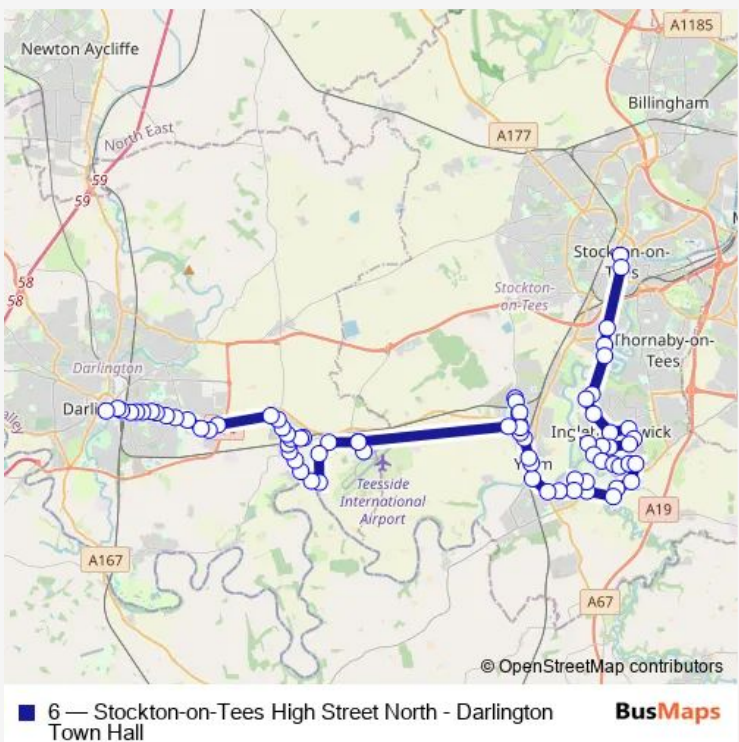 A1185
Newton Aycliffe
Billingham
A177
North East
59
59
58
58
Stockton-on-
Tees
Stockton-
on-Tees
Thornaby-on-
Tees
Darlington
Ingleby Barwick
Yarm
Teesside
International
Airport
A19
A167
A67
© OpenStreetMap contributors
6 — Stockton-on-Tees High Street North - Darlington
Town Hall
BusMaps